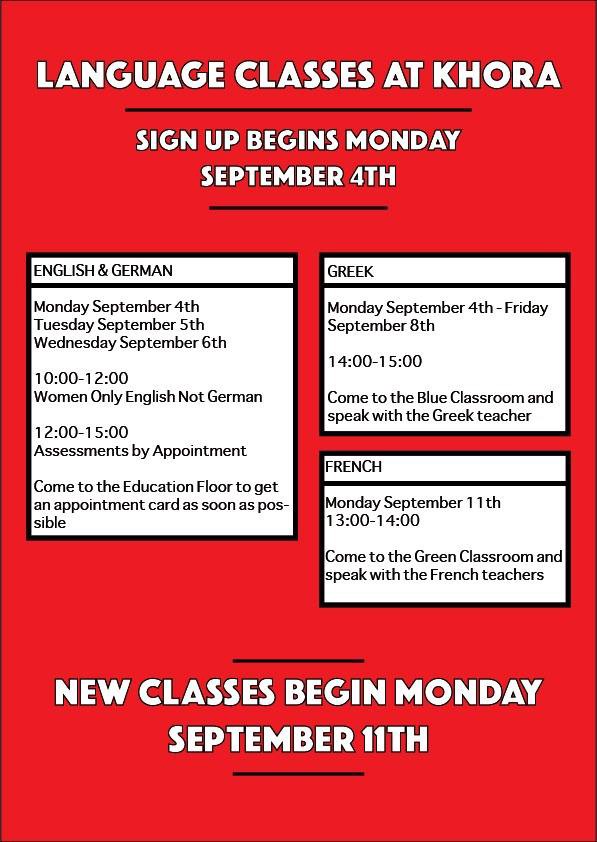 LANGUAGE CLASSES AT KHORA
SIGN UP BEGINS MONDAY
SEPTEMBER 4TH
ENGLISH & GERMAN
Monday September 4th
Tuesday September 5th
Wednesday September 6th
10:00-12:00
Women Only English Not German
12:00-15:00
Assessments by Appointment
Come to the Education Floor to get
an appointment card as soon as pos-
sible
GREEK
Monday September 4th - Friday
September 8th
14:00-15:00
Come to the Blue Classroom and
speak with the Greek teacher
FRENCH
Monday September 11th
13:00-14:00
Come to the Green Classroom and
speak with the French teachers
NEW CLASSES BEGIN MONDAY
SEPTEMBER 11TH